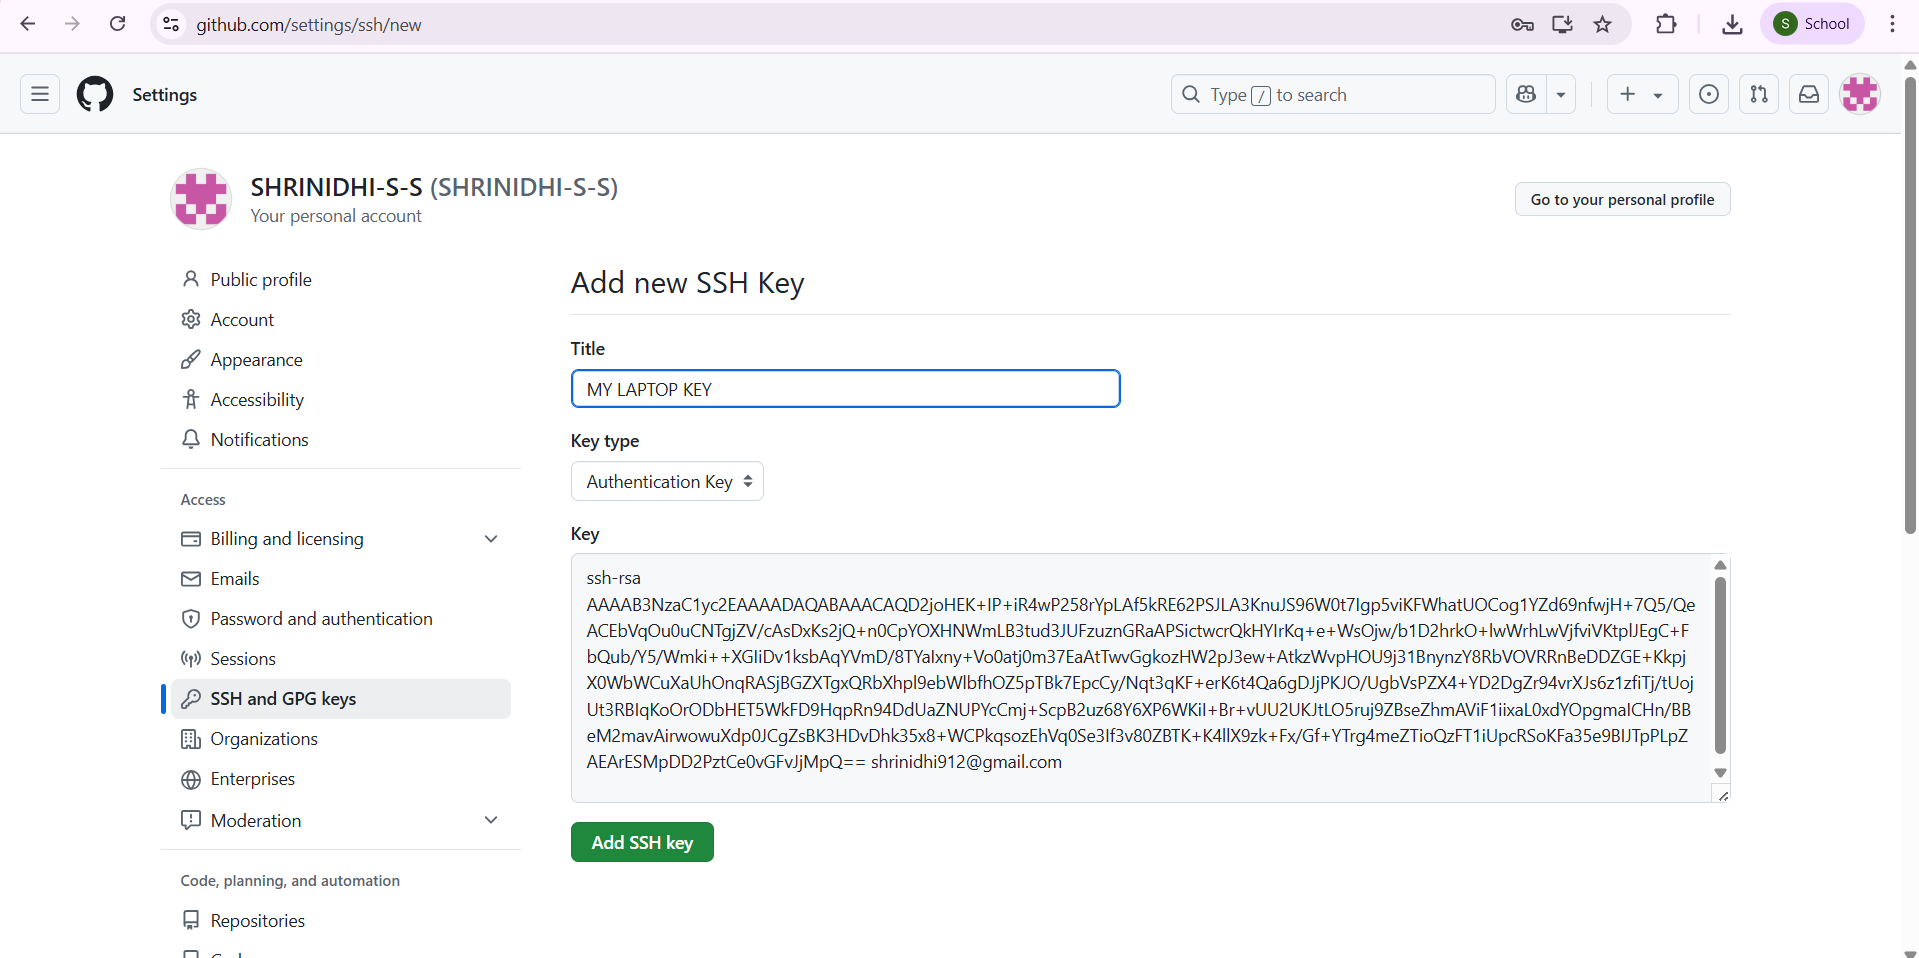 github.com/settings/ssh/new
S School
Settings
Type / to search
SHRINIDHI-S-S (SHRINIDHI-S-S)
Your personal account
Go to your personal profile
Public profile
Account
Appearance
Accessibility
Notifications
Access
Billing and licensing
Emails
Password and authentication
Sessions
SSH and GPG keys
Organizations
Enterprises
Moderation
Code, planning, and automation
Repositories
Add new SSH Key
Title
MY LAPTOP KEY
Key type
Authentication Key
Key
ssh-rsa
AAAAB3NzaC1yc2EAAAADAQABAAACAQD2joHEK+IP+iR4wP258rYpLAf5kRE62PSJLA3KnuJS96W0t7Igp5viKFWhatUOCog1YZd69nfwjH+7Q5/Qe
ACEbVqOu0uCNTgjZV/cAsDxKs2jQ+n0CpYOXHNWmLB3tud3JUFzuznGRaAPSictwcrQkHYIrKq+e+WsOjw/b1D2hrkO+lwWrhLwVjfviVKtplJEgC+F
bQub/Y5/Wmki++XGliDv1ksbAqYVmD/8TYalxny+Vo0atj0m37EaAtTwvGgkozHW2pJ3ew+AtkzWvpHOU9j31BnynzY8RbVOVRRnBeDDZGE+Kkpj
X0WbWCuXaUhOnqRASjBGZXTgxQRbXhpl9ebWlbfhOZ5pTBk7EpcCy/Nqt3qKF+erK6t4Qa6gDJjPKJO/UgbVsPZX4+YD2DgZr94vrXJs6z1zfiTj/tUoj
Ut3RBIqKoOrODbHET5WkFD9HqpRn94DdUaZNUPYcCmj+ScpB2uz68Y6XP6WKiI+Br+vUU2UKJtLO5ruj9ZBseZhmAViF1iixaL0xdYOpgmalCHn/BB
eM2mavAirwowuXdp0JCgZsBK3HDvDhk35x8+WCPkqsozEhVq0Se3If3v80ZBTK+K4llX9zk+Fx/Gf+YTrg4meZTioQzFT1iUpcRSoKFa35e9BIJTpPLpZ
AEArESMpDD2PztCe0vGFvJjMpQ== shrinidhi912@gmail.com
Add SSH key